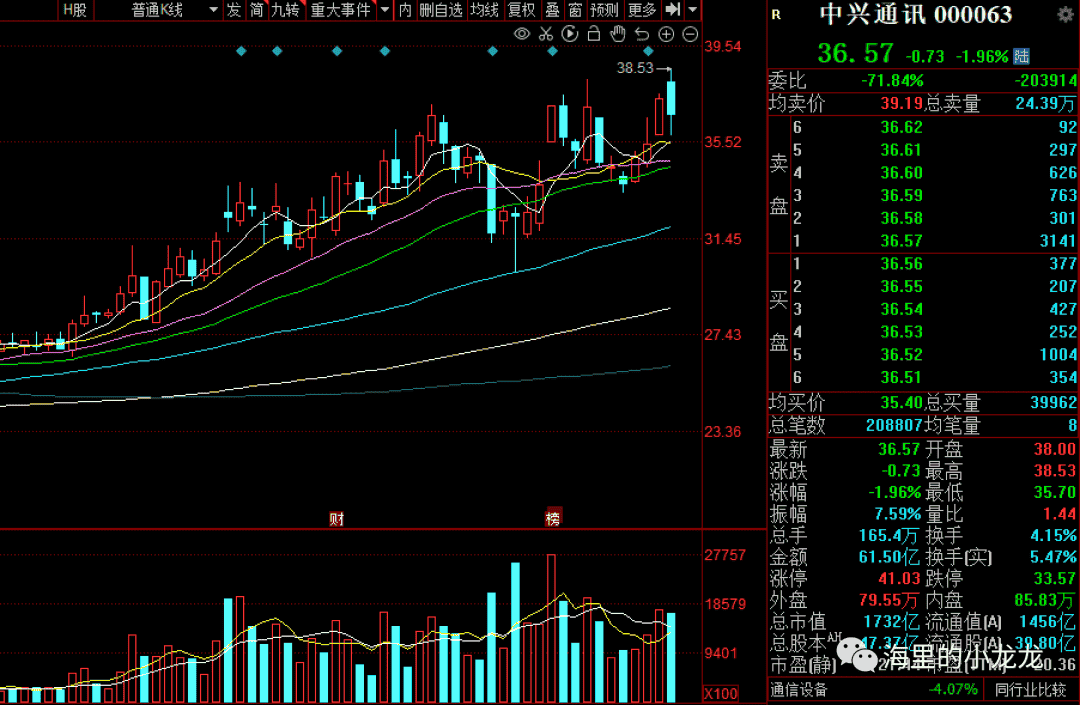 H股 普通K线 发 简 九转 重大事件 内 删自选 均线 复权 叠 窗 预测 更多
R 中兴通讯 000063
36.57 -0.73 -1.96% 陆
委比 -71.84% -203914
均卖价 39.19 总卖量 24.39万
卖盘
6 36.62 92
5 36.61 297
4 36.60 626
3 36.59 763
2 36.58 301
1 36.57 3141
买盘
1 36.56 377
2 36.55 207
3 36.54 427
4 36.53 252
5 36.52 1004
6 36.51 354
均买价 35.40 总买量 39962
总笔数 208807 均笔量 8
最新 36.57 开盘 38.00
涨跌 -0.73 最高 38.53
涨幅 -1.96% 最低 35.70
振幅 7.59% 量比 1.44
总手 165.4万 换手 4.15%
金额 61.50亿 换手(实) 5.47%
涨停 41.03 跌停 33.57
外盘 79.55万 内盘 85.83万
总市值 1732亿 流通值(A) 1456亿
总股本AH 47.37亿 流通股(A) 39.80亿
市盈(静) 20.36
海里的小龙龙
通信设备 -4.07% 同行业比较
39.54
38.53
35.52
31.45
27.43
23.36
财 榜
27757
18579
9401
X100